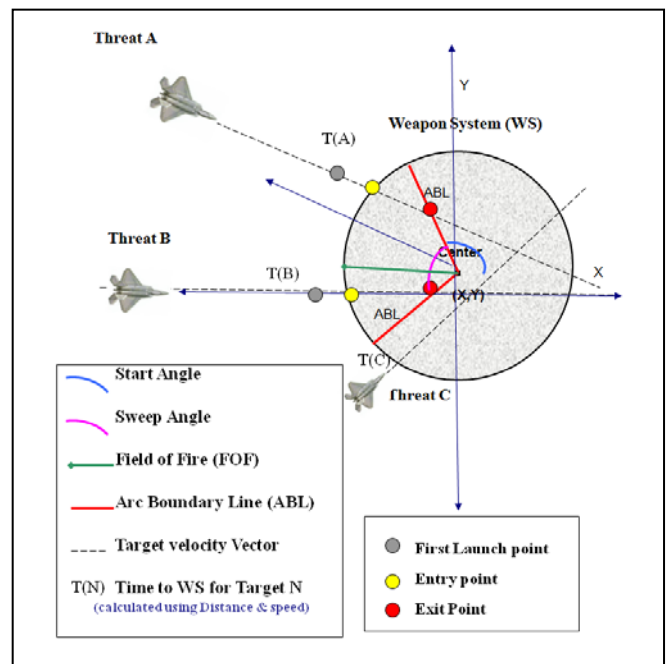 Threat A
Y
Weapon System (WS)
T(A)
ABL
Threat B
Center
X
T(B)
(X,Y)
ABL
T(C)
Threat C
Start Angle
Sweep Angle
Field of Fire (FOF)
Arc Boundary Line (ABL)
Target velocity Vector
T(N) Time to WS for Target N
(calculated using Distance & speed)
First Launch point
Entry point
Exit Point